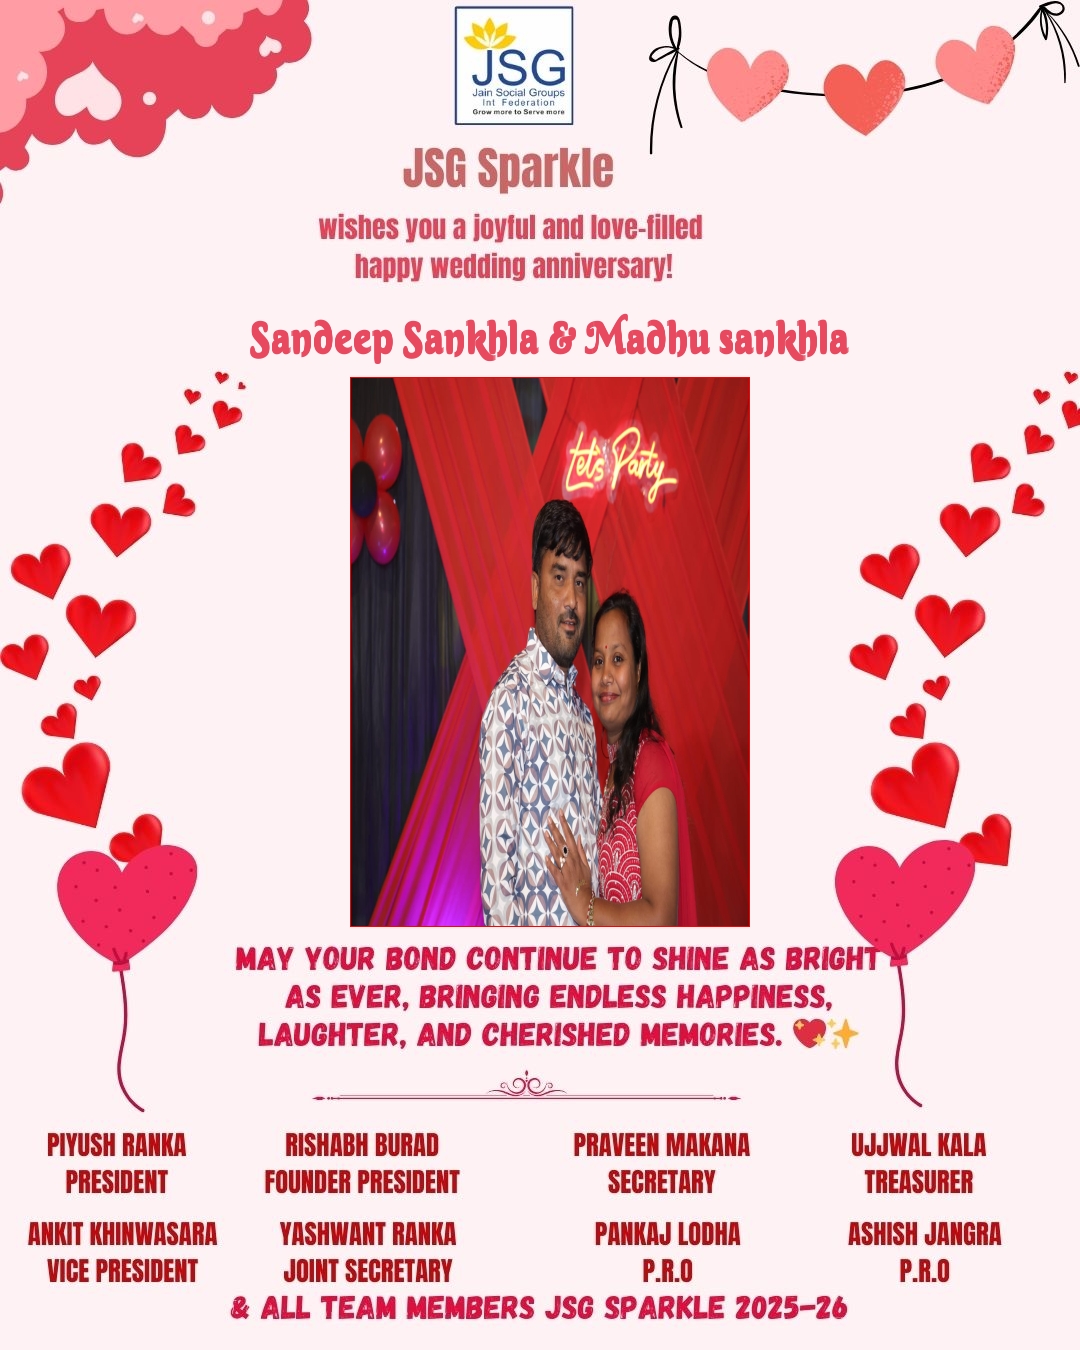 JSG
Jain Social Groups
Int Federation
Grow more to Serve more
JSG Sparkle
wishes you a joyful and love-filled
happy wedding anniversary!
Sandeep Sankhla & Madhu sankhla
Let's Party
MAY YOUR BOND CONTINUE TO SHINE AS BRIGHT
AS EVER, BRINGING ENDLESS HAPPINESS,
LAUGHTER, AND CHERISHED MEMORIES. 💖✨
PIYUSH RANKA
PRESIDENT
RISHABH BURAD
FOUNDER PRESIDENT
PRAVEEN MAKANA
SECRETARY
UJJWAL KALA
TREASURER
ANKIT KHINWASARA
VICE PRESIDENT
YASHWANT RANKA
JOINT SECRETARY
PANKAJ LODHA
P.R.O
ASHISH JANGRA
P.R.O
& ALL TEAM MEMBERS JSG SPARKLE 2025-26